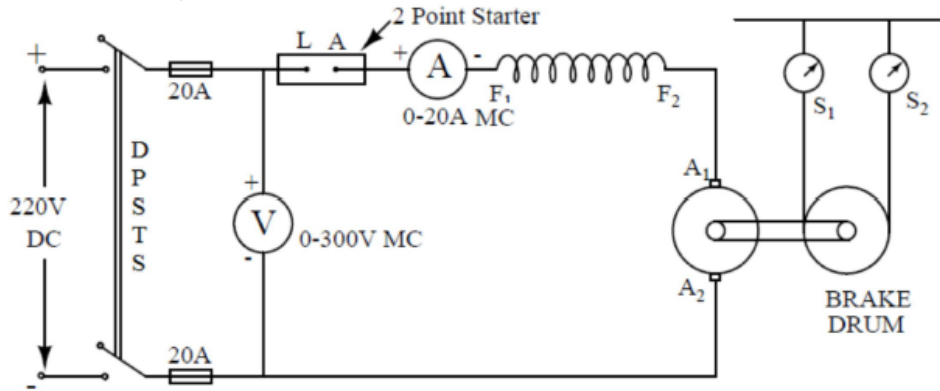 2 Point Starter
L A
+ A -
+
20A
F₁ F₂
0-20A MC
S₁ S₂
D
P
S
T
S
220V
DC
+
V
-
0-300V MC
A₁
A₂
BRAKE
DRUM
20A
-